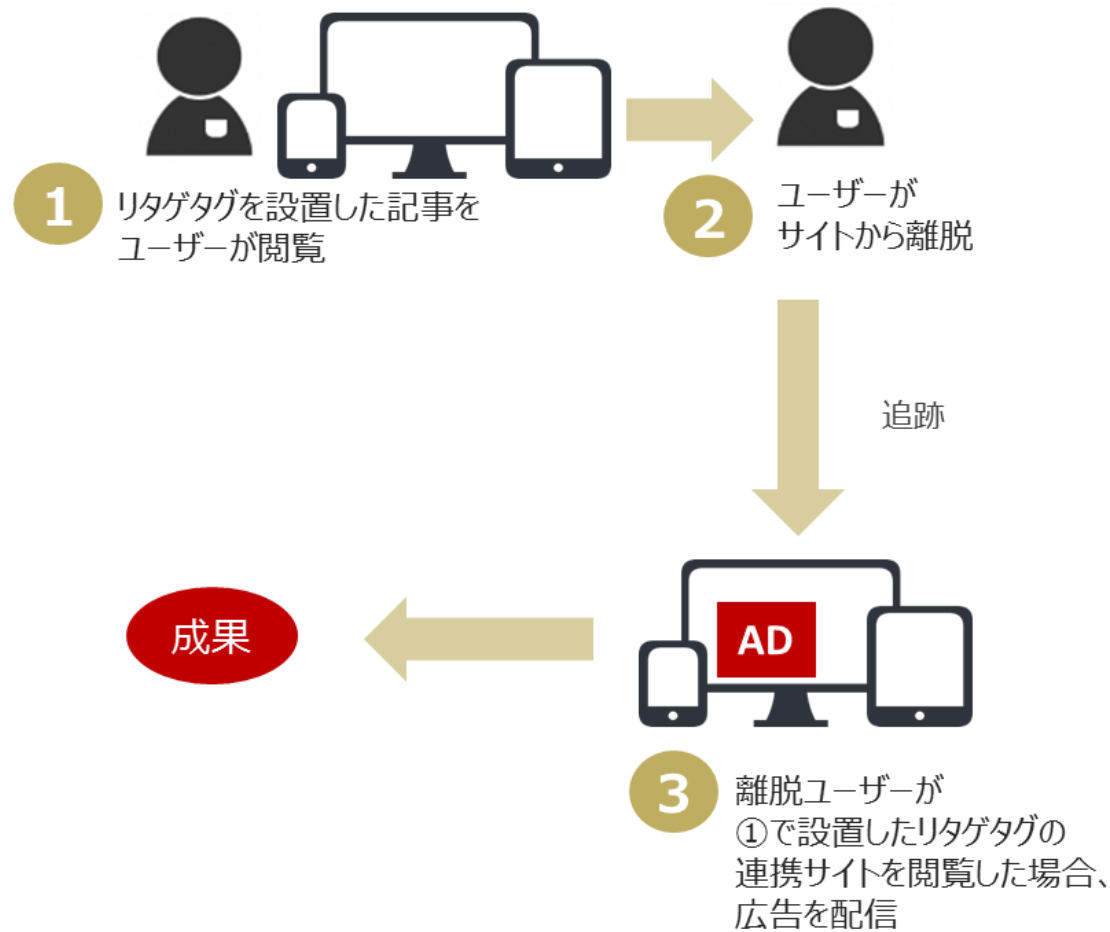 1
リタゲタグを設置した記事を
ユーザーが閲覧
2
ユーザーが
サイトから離脱
追跡
AD
成果
3
離脱ユーザーが
①で設置したリタゲタグの
連携サイトを閲覧した場合、
広告を配信